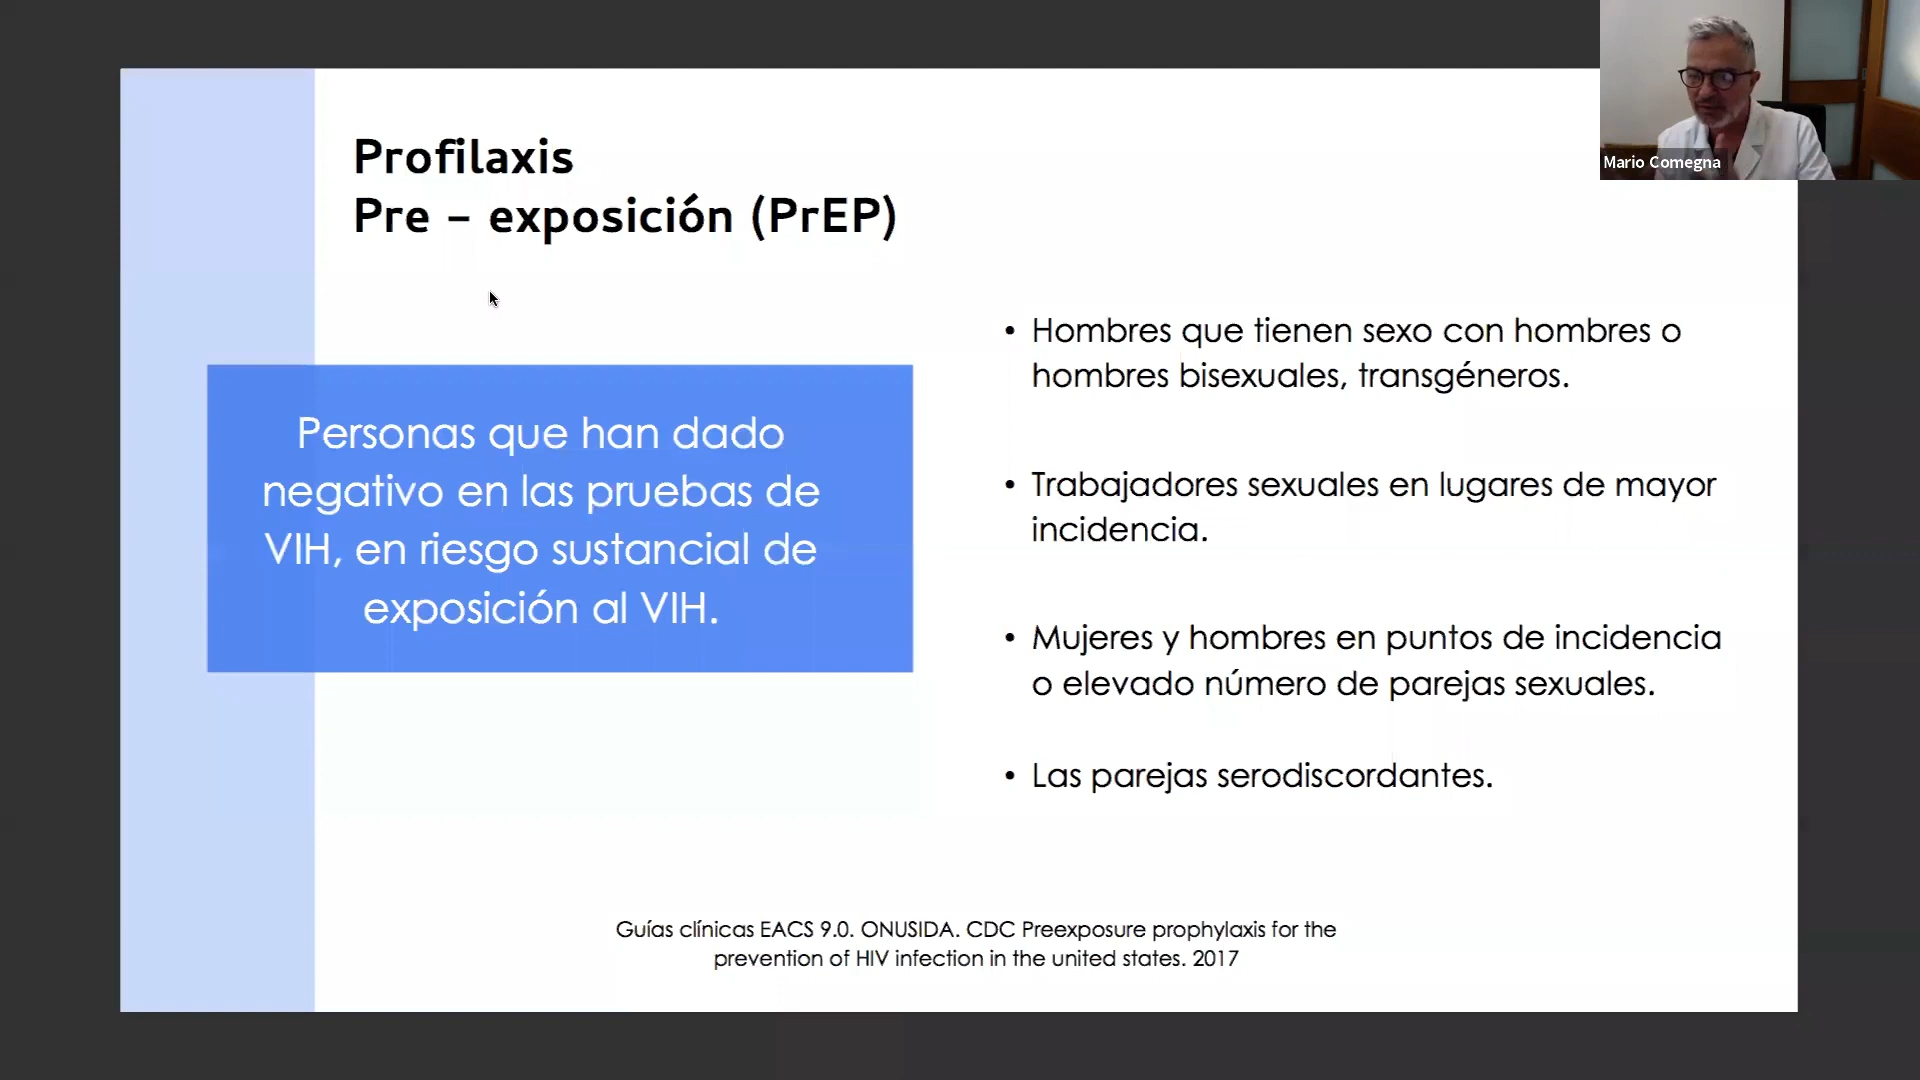 Profilaxis
Pre – exposición (PrEP)
Mario Comegna
Personas que han dado
negativo en las pruebas de
VIH, en riesgo sustancial de
exposición al VIH.
• Hombres que tienen sexo con hombres o
hombres bisexuales, transgéneros.
• Trabajadores sexuales en lugares de mayor
incidencia.
• Mujeres y hombres en puntos de incidencia
o elevado número de parejas sexuales.
• Las parejas serodiscordantes.
Guías clínicas EACS 9.0. ONUSIDA. CDC Preexposure prophylaxis for the
prevention of HIV infection in the united states. 2017